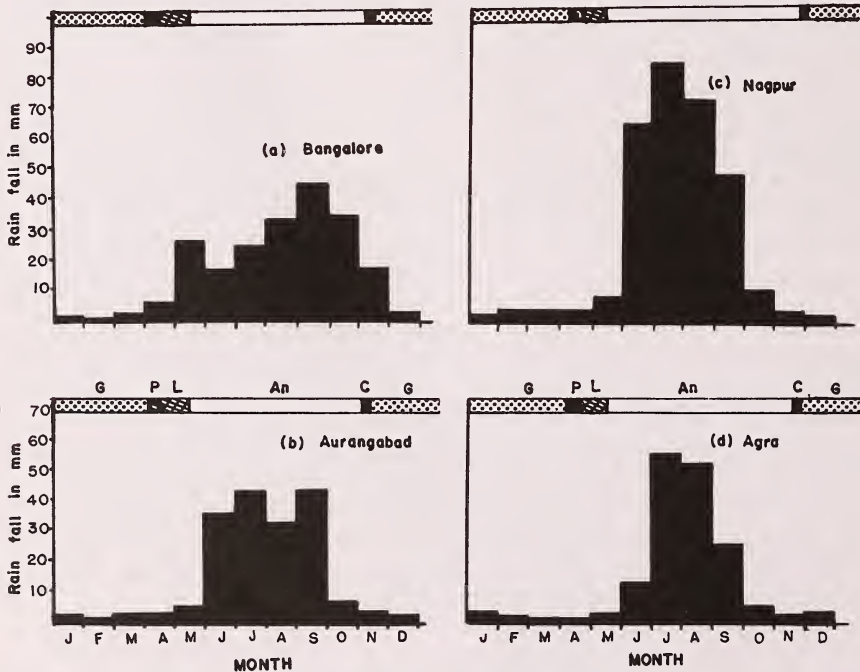 90
80
70
60
50
40
30
20
10
Rain fall in mm
(a) Bangalore
(c) Nagpur
G P L An C G
G P L An C G
70
60
50
40
30
20
10
Rain fall in mm
(b) Aurangabad
(d) Agra
J F M A M J J A S O N D
MONTH
J F M A M J J A S O N D
MONTH